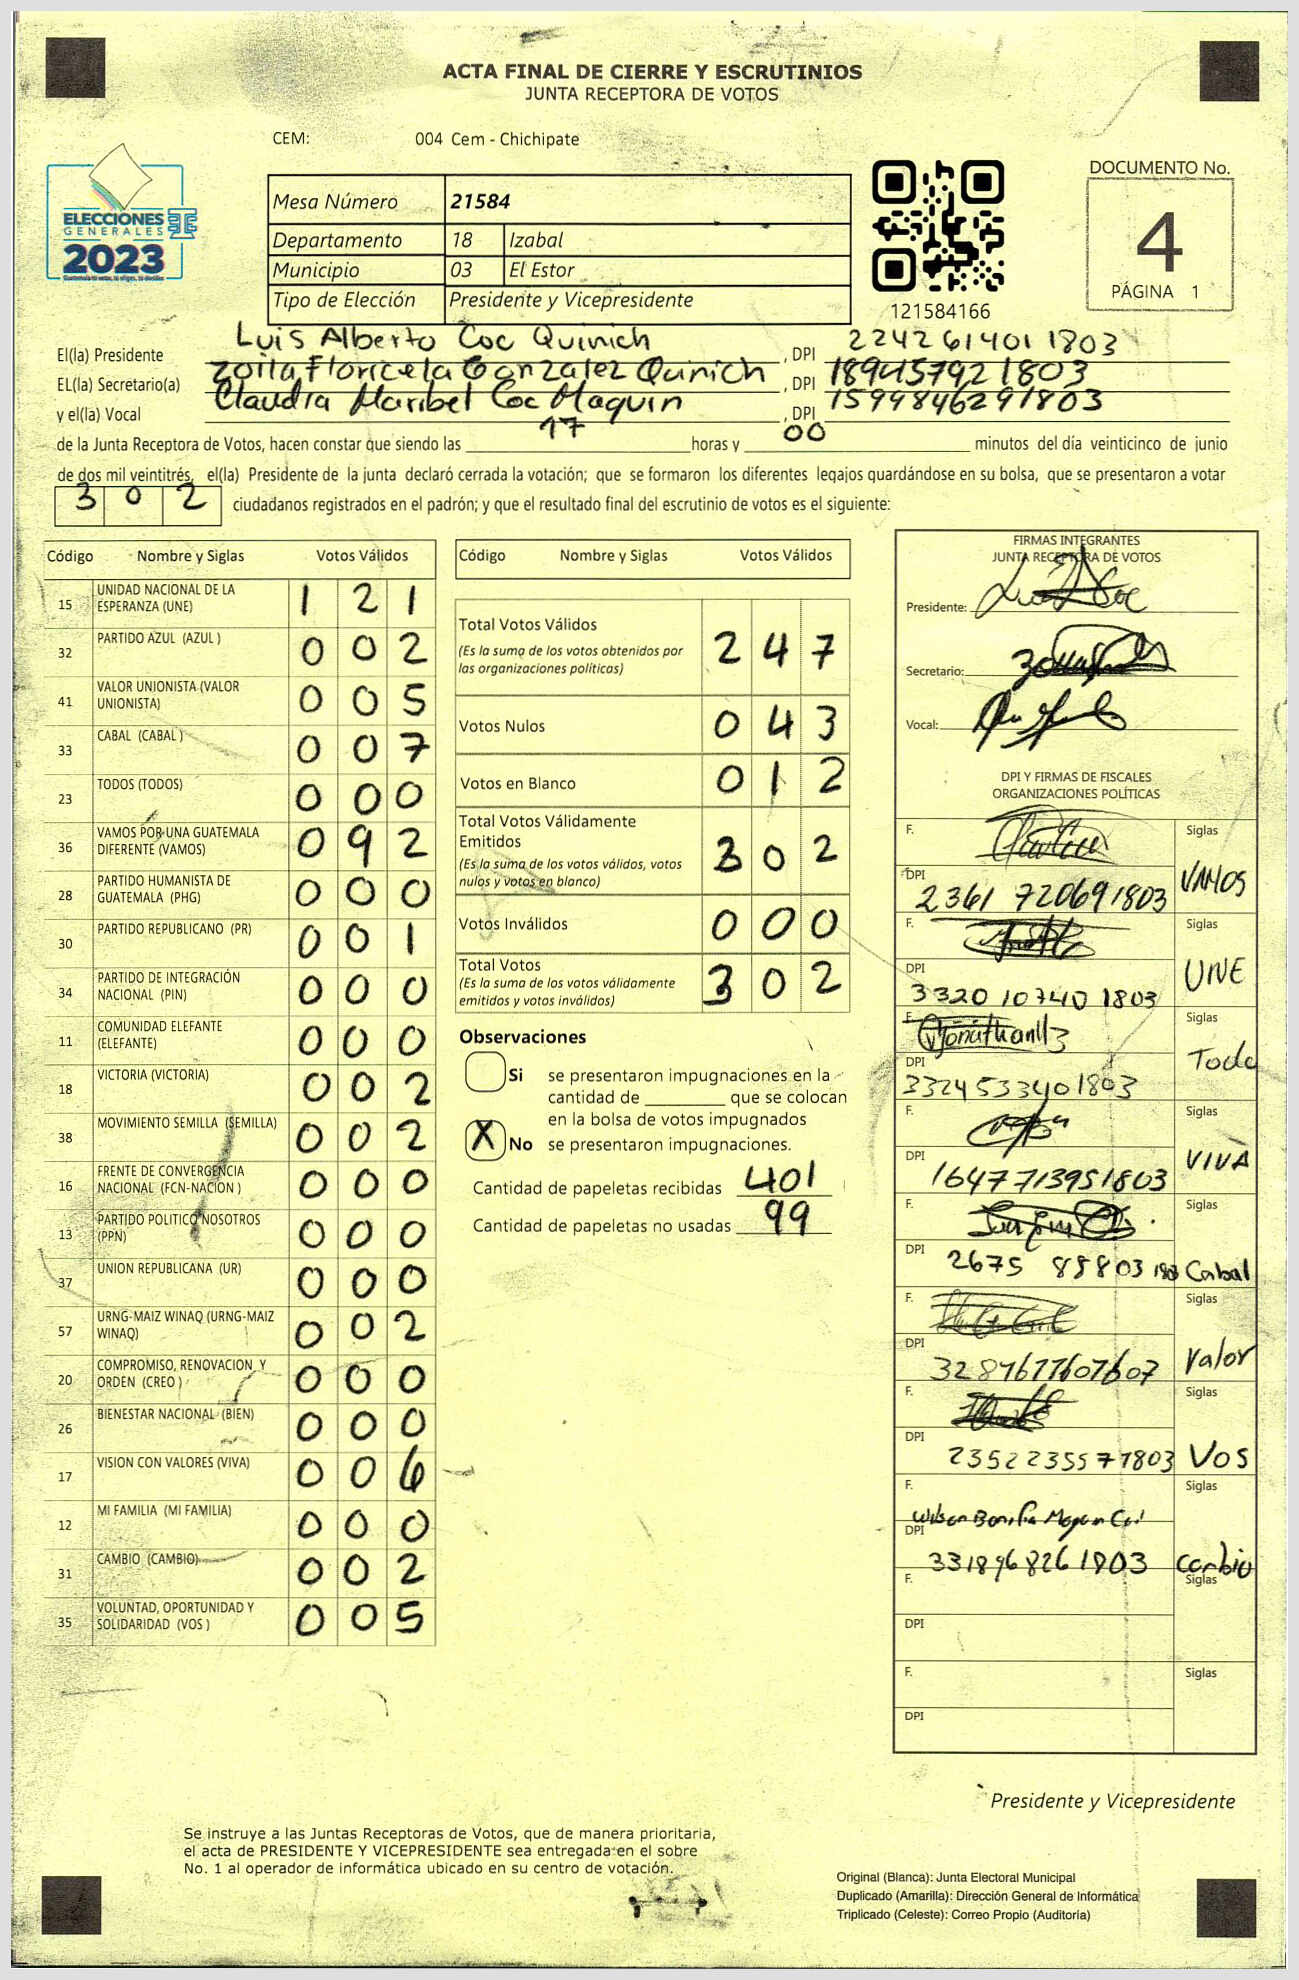 ACTA FINAL DE CIERRE Y ESCRUTINIOS
JUNTA RECEPTORA DE VOTOS
CEM: 004 Cem - Chichipate
ELECCIONES
GENERALES
2023
Mesa Número 21584
Departamento 18 Izabal
Municipio 03 El Estor
Tipo de Elección Presidente y Vicepresidente
121584166
DOCUMENTO No.
4
PÁGINA 1
El(la) Presidente Luis Alberto Coc Quinich , DPI 2242614011803
EL(la) Secretario(a) Zoila Floricela Gonzalez Quinich , DPI 1894579211803
y el(la) Vocal Claudia Maribel Coc Maquin , DPI 1599846291803
de la Junta Receptora de Votos, hacen constar que siendo las 17 horas y 00 minutos del día veinticinco de junio
de dos mil veintitrés, el(la) Presidente de la junta declaró cerrada la votación; que se formaron los diferentes legajos guardándose en su bolsa, que se presentaron a votar
302 ciudadanos registrados en el padrón; y que el resultado final del escrutinio de votos es el siguiente:
Código Nombre y Siglas Votos Válidos
15 UNIDAD NACIONAL DE LA ESPERANZA (UNE) 1 2 1
32 PARTIDO AZUL (AZUL ) 0 0 2
41 VALOR UNIONISTA (VALOR UNIONISTA) 0 0 5
33 CABAL (CABAL ) 0 0 7
23 TODOS (TODOS) 0 0 0
36 VAMOS POR UNA GUATEMALA DIFERENTE (VAMOS) 0 9 2
28 PARTIDO HUMANISTA DE GUATEMALA (PHG) 0 0 0
30 PARTIDO REPUBLICANO (PR) 0 0 1
34 PARTIDO DE INTEGRACIÓN NACIONAL (PIN) 0 0 0
11 COMUNIDAD ELEFANTE (ELEFANTE) 0 0 0
18 VICTORIA (VICTORIA) 0 0 2
38 MOVIMIENTO SEMILLA (SEMILLA) 0 0 2
16 FRENTE DE CONVERGENCIA NACIONAL (FCN-NACION ) 0 0 0
13 PARTIDO POLITICO NOSOTROS (PPN) 0 0 0
37 UNION REPUBLICANA (UR) 0 0 0
57 URNG-MAIZ WINAQ (URNG-MAIZ WINAQ) 0 0 2
20 COMPROMISO, RENOVACION Y ORDEN (CREO ) 0 0 0
26 BIENESTAR NACIONAL (BIEN) 0 0 0
17 VISION CON VALORES (VIVA) 0 0 6
12 MI FAMILIA (MI FAMILIA) 0 0 0
31 CAMBIO (CAMBIO) 0 0 2
35 VOLUNTAD, OPORTUNIDAD Y SOLIDARIDAD (VOS ) 0 0 5
Código Nombre y Siglas Votos Válidos
Total Votos Válidos 2 4 7
(Es la suma de los votos obtenidos por
las organizaciones políticas)
Votos Nulos 0 4 3
Votos en Blanco 0 1 2
Total Votos Válidamente
Emitidos 3 0 2
(Es la suma de los votos válidos, votos
nulos y votos en blanco)
Votos Inválidos 0 0 0
Total Votos 3 0 2
(Es la suma de los votos válidamente
emitidos y votos inválidos)
Observaciones
Si se presentaron impugnaciones en la
cantidad de ________ que se colocan
en la bolsa de votos impugnados
X No se presentaron impugnaciones.
Cantidad de papeletas recibidas 401
Cantidad de papeletas no usadas 99
FIRMAS INTEGRANTES
JUNTA RECEPTORA DE VOTOS
Presidente:
Secretario:
Vocal:
DPI Y FIRMAS DE FISCALES
ORGANIZACIONES POLÍTICAS
F. Siglas
DPI 2361 720691803 VAMOS
F. Siglas
DPI 3320 10740 1803 UNE
F. Siglas
DPI 3324533401803 Todo
F. Siglas
DPI 1647713951803 VIVA
F. Siglas
DPI 2675 88803 Cabal
F. Siglas
DPI 3289677607607 Valor
F. Siglas
DPI 2352235571803 Vos
F. Wilson Siglas
DPI 3318968261803 Cambio
F. Siglas
DPI
F. Siglas
DPI
Presidente y Vicepresidente
Se instruye a las Juntas Receptoras de Votos, que de manera prioritaria,
el acta de PRESIDENTE Y VICEPRESIDENTE sea entregada en el sobre
No. 1 al operador de informática ubicado en su centro de votación.
Original (Blanca): Junta Electoral Municipal
Duplicado (Amarilla): Dirección General de Informática
Triplicado (Celeste): Correo Propio (Auditoría)